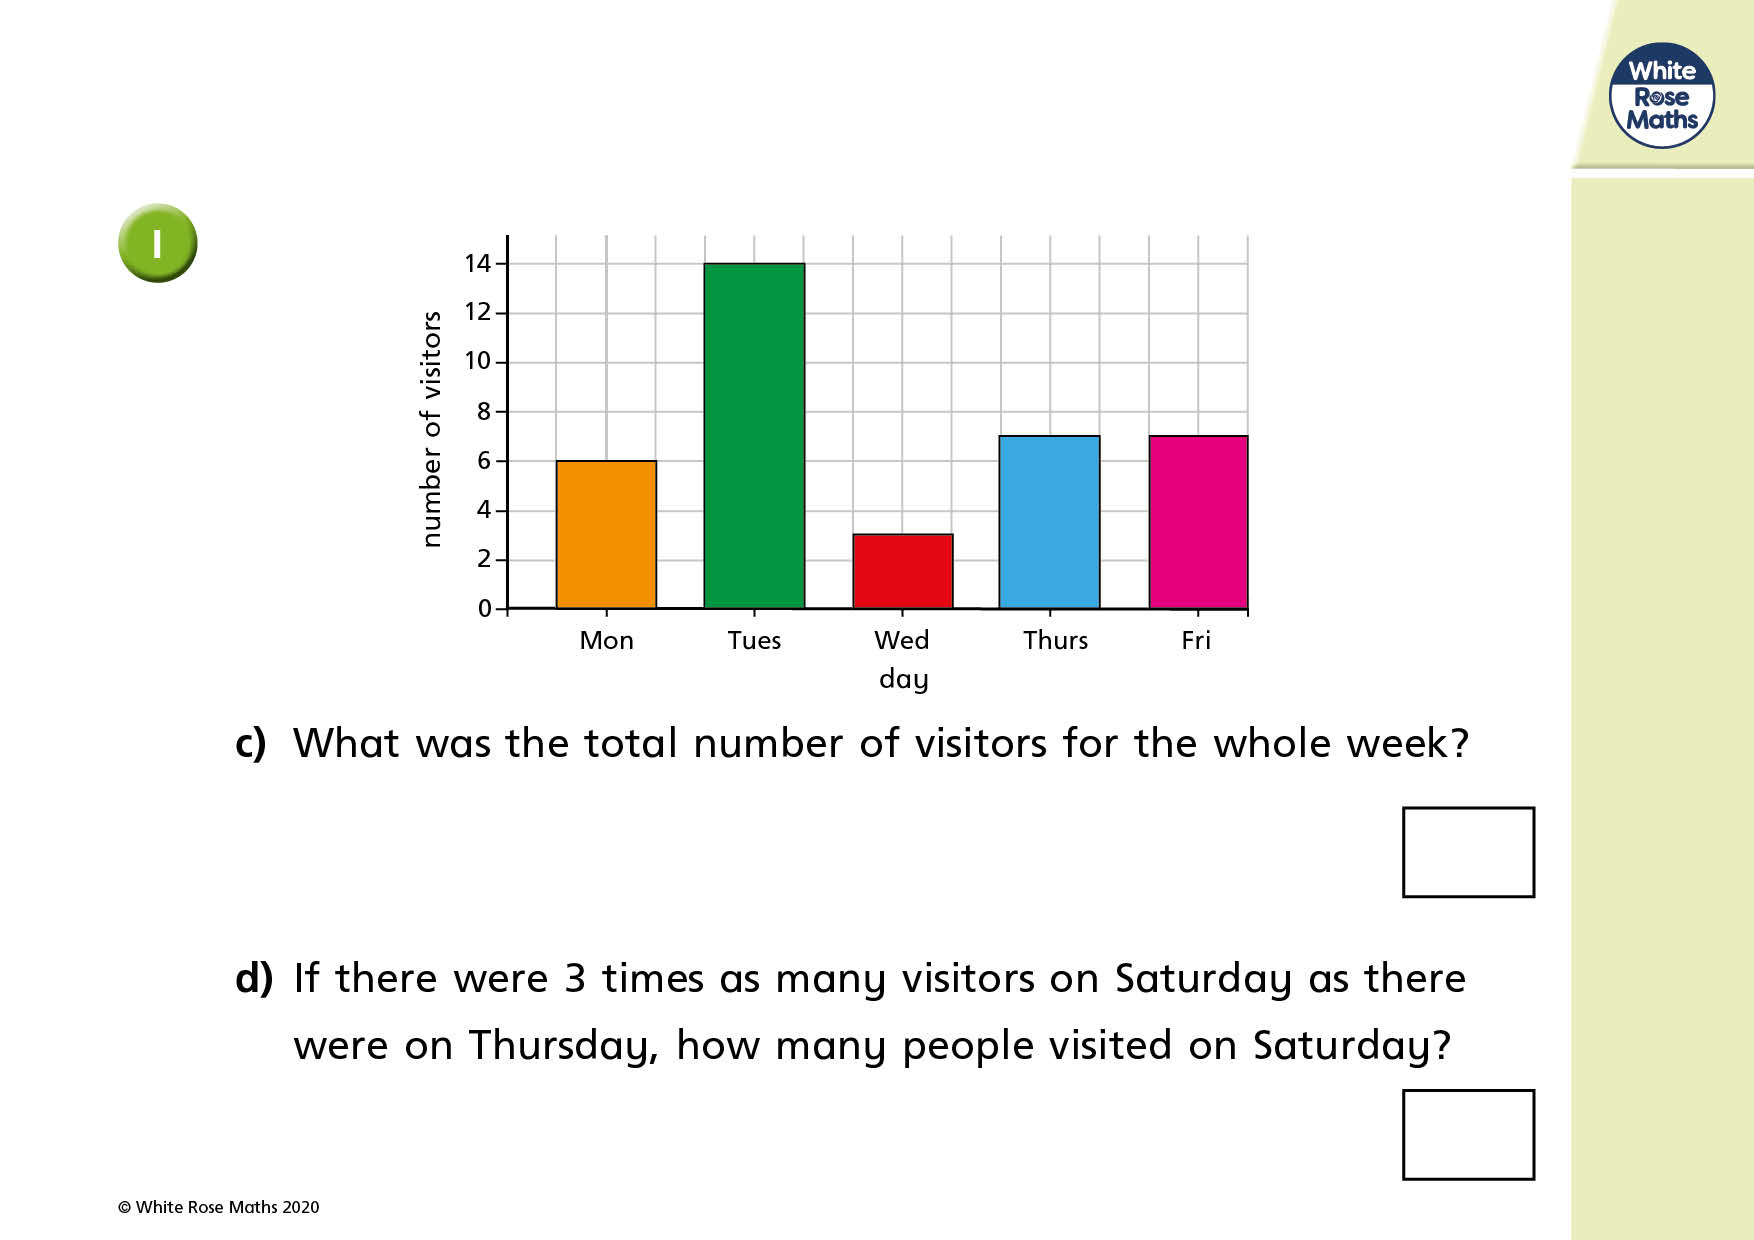 White
Rose
Maths
1
14
12
10
8
6
4
2
0
number of visitors
Mon Tues Wed Thurs Fri
day
c) What was the total number of visitors for the whole week?
d) If there were 3 times as many visitors on Saturday as there
were on Thursday, how many people visited on Saturday?
© White Rose Maths 2020